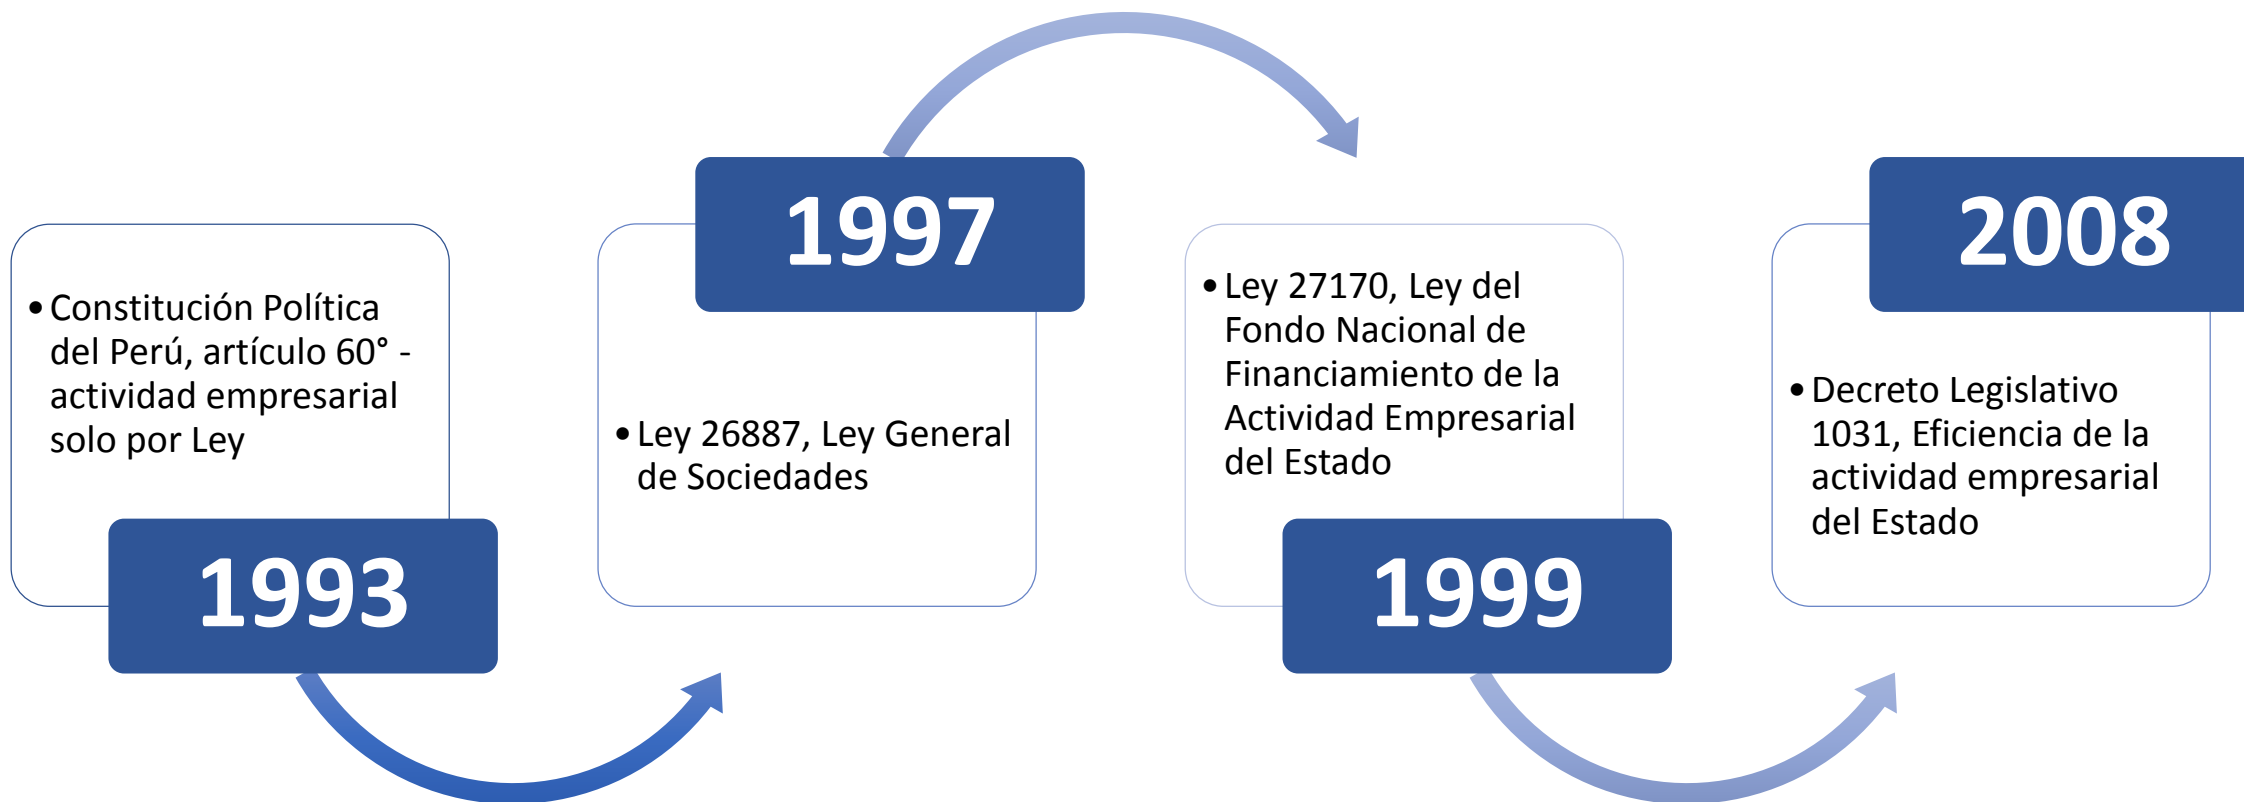 • Constitución Política
del Perú, artículo 60° -
actividad empresarial
solo por Ley
1993
1997
• Ley 26887, Ley General
de Sociedades
• Ley 27170, Ley del
Fondo Nacional de
Financiamiento de la
Actividad Empresarial
del Estado
1999
2008
• Decreto Legislativo
1031, Eficiencia de la
actividad empresarial
del Estado